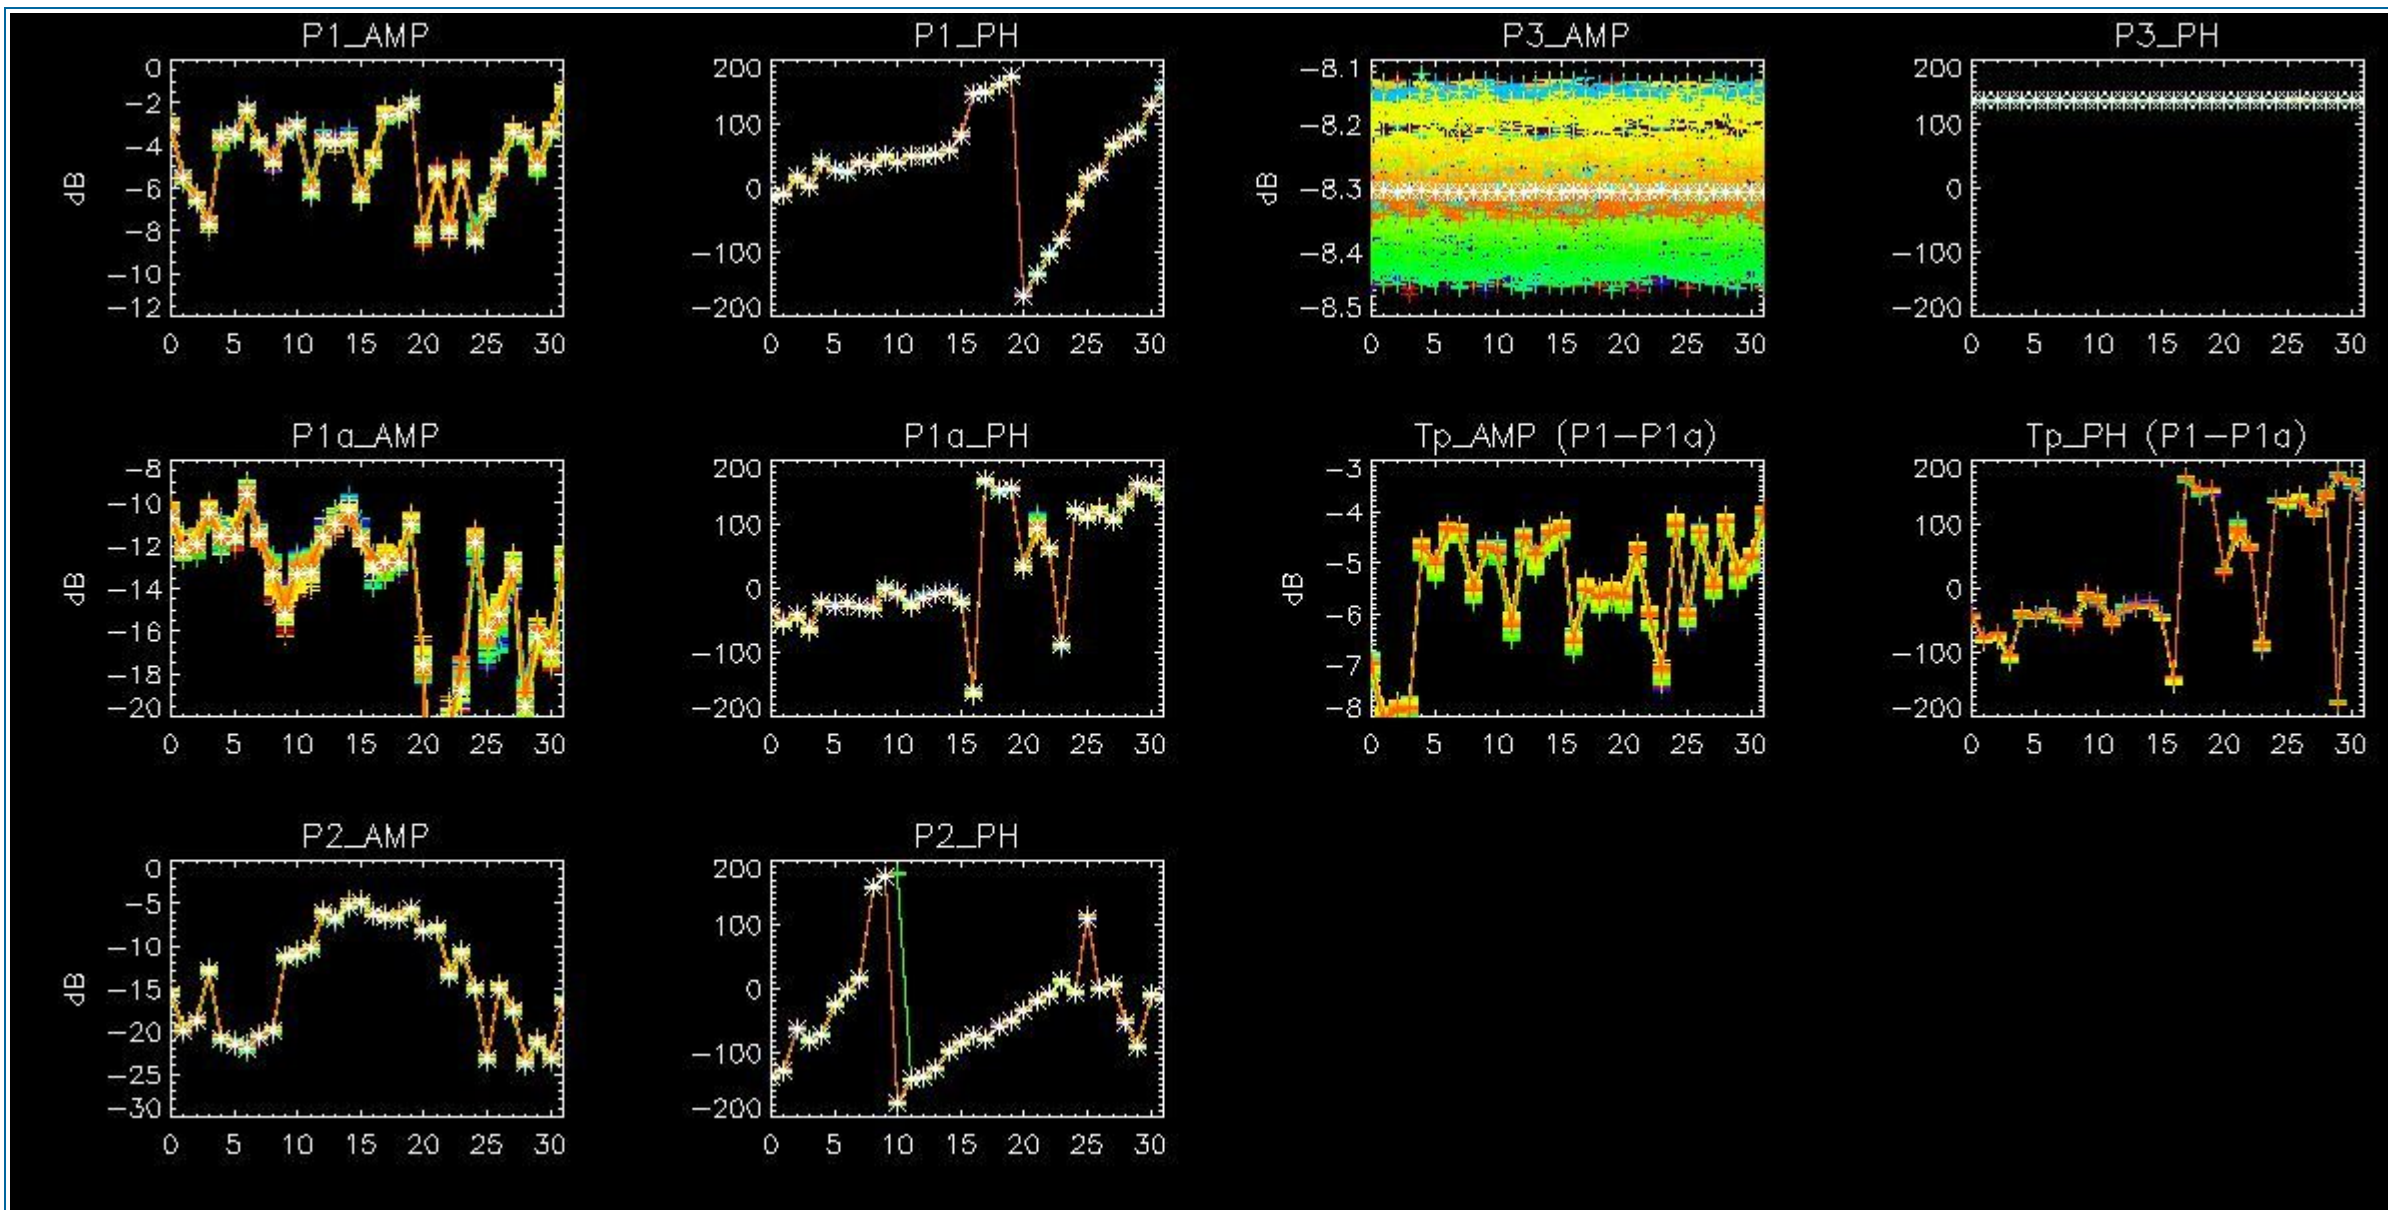 P1_AMP
0
−2
−4
−6
−8
−10
−12
dB
0 5 10 15 20 25 30
P1_PH
200
100
0
−100
−200
0 5 10 15 20 25 30
P3_AMP
−8.1
−8.2
−8.3
−8.4
−8.5
dB
0 5 10 15 20 25 30
P3_PH
200
100
0
−100
−200
0 5 10 15 20 25 30
P1a_AMP
−8
−10
−12
−14
−16
−18
−20
dB
0 5 10 15 20 25 30
P1a_PH
200
100
0
−100
−200
0 5 10 15 20 25 30
Tp_AMP (P1−P1a)
−3
−4
−5
−6
−7
−8
dB
0 5 10 15 20 25 30
Tp_PH (P1−P1a)
200
100
0
−100
−200
0 5 10 15 20 25 30
P2_AMP
0
−5
−10
−15
−20
−25
−30
dB
0 5 10 15 20 25 30
P2_PH
200
100
0
−100
−200
0 5 10 15 20 25 30